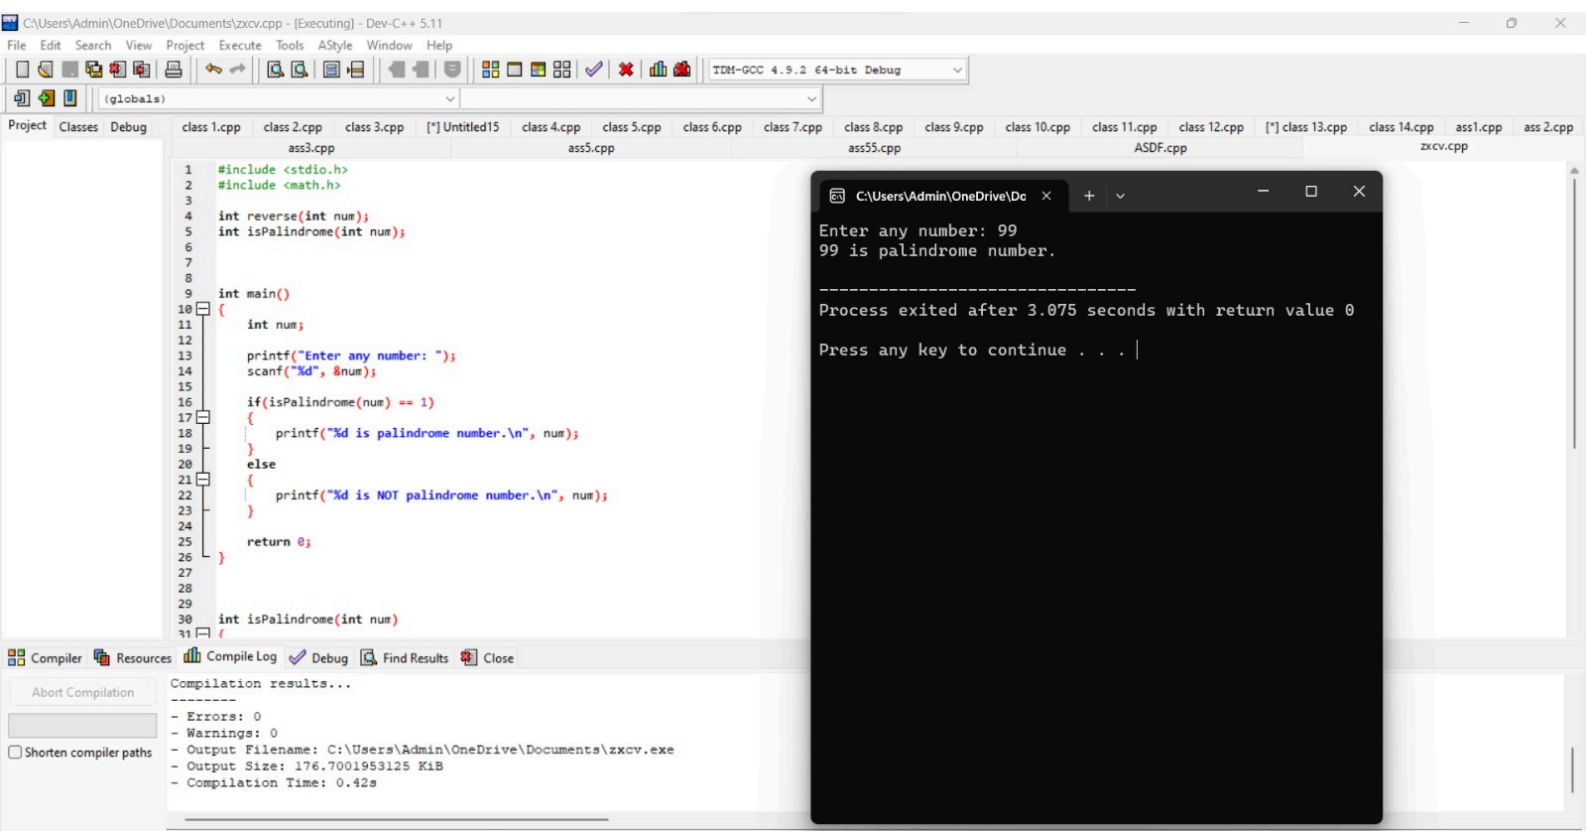 C:\Users\Admin\OneDrive\Documents\zxcv.cpp - [Executing] - Dev-C++ 5.11
File Edit Search View Project Execute Tools AStyle Window Help
TDM-GCC 4.9.2 64-bit Debug
(globals)
Project Classes Debug
class 1.cpp class 2.cpp class 3.cpp [*] Untitled15 class 4.cpp class 5.cpp class 6.cpp class 7.cpp class 8.cpp class 9.cpp class 10.cpp class 11.cpp class 12.cpp [*] class 13.cpp class 14.cpp ass1.cpp ass 2.cpp
ass3.cpp ass5.cpp ass55.cpp ASDF.cpp zxcv.cpp
1 #include <stdio.h>
2 #include <math.h>
3
4 int reverse(int num);
5 int isPalindrome(int num);
6
7
8
9 int main()
10 {
11 int num;
12
13 printf("Enter any number: ");
14 scanf("%d", &num);
15
16 if(isPalindrome(num) == 1)
17 {
18 printf("%d is palindrome number.\n", num);
19 }
20 else
21 {
22 printf("%d is NOT palindrome number.\n", num);
23 }
24
25 return 0;
26 }
27
28
29
30 int isPalindrome(int num)
31 {
C:\Users\Admin\OneDrive\Dc
Enter any number: 99
99 is palindrome number.
--------------------------------
Process exited after 3.075 seconds with return value 0
Press any key to continue . . .
Compiler Resources Compile Log Debug Find Results Close
Abort Compilation
Shorten compiler paths
Compilation results...
--------
- Errors: 0
- Warnings: 0
- Output Filename: C:\Users\Admin\OneDrive\Documents\zxcv.exe
- Output Size: 176.7001953125 KiB
- Compilation Time: 0.42s